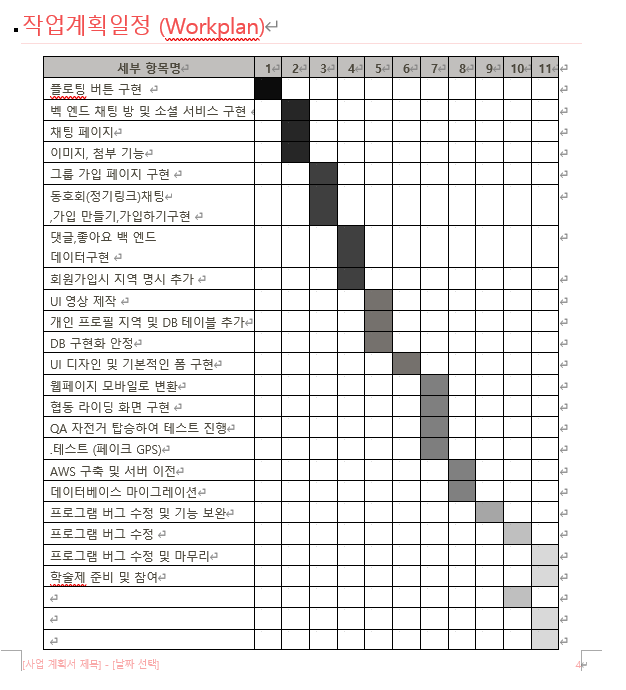 작업계획일정 (Workplan)
세부 항목명 1 2 3 4 5 6 7 8 9 10 11
플로팅 버튼 구현
벡 엔드 채팅 방 및 소셜 서비스 구현
채팅 페이지
이미지, 첨부 기능
그룹 가입 페이지 구현
동호회(정기링크)채팅
,가입 만들기,가입하기구현
댓글,좋아요 백 엔드
데이터구현
회원가입시 지역 명시 추가
UI 영상 제작
개인 프로필 지역 및 DB 테이블 추가
DB 구현화 안정
UI 디자인 및 기본적인 폼 구현
웹페이지 모바일로 변환
협동 라이딩 화면 구현
QA 자전거 탑승하여 테스트 진행
.테스트 (페이크 GPS)
AWS 구축 및 서버 이전
데이터베이스 마이그레이션
프로그램 버그 수정 및 기능 보완
프로그램 버그 수정
프로그램 버그 수정 및 마무리
학술제 준비 및 참여
[사업 계획서 제목] - [날짜 선택] 4